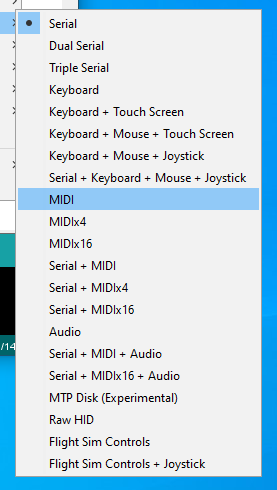 Serial
Dual Serial
Triple Serial
Keyboard
Keyboard + Touch Screen
Keyboard + Mouse + Touch Screen
Keyboard + Mouse + Joystick
Serial + Keyboard + Mouse + Joystick
MIDI
MIDIx4
MIDIx16
Serial + MIDI
Serial + MIDIx4
Serial + MIDIx16
Audio
/14
Serial + MIDI + Audio
Serial + MIDIx16 + Audio
MTP Disk (Experimental)
Raw HID
Flight Sim Controls
Flight Sim Controls + Joystick